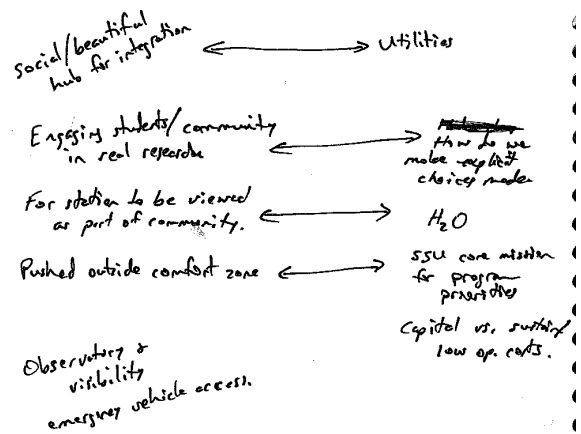 Social/beautiful
hub for integration
Utilities
Engaging students/community
in real research
How do we
make explicit
choices made
For station to be viewed
as part of community.
H2O
Pushed outside comfort zone
SSU core mission
for program
priorities
Capital vs. sustain
low op. costs.
Observatory &
visibility
emergency vehicle access.